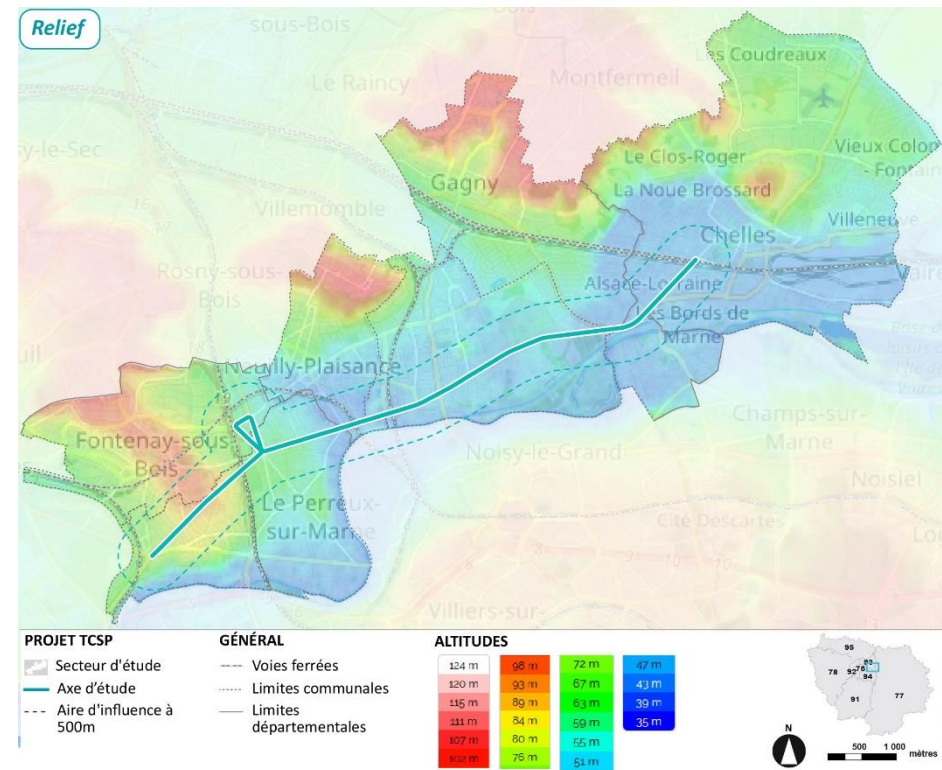 Relief
sous-Bois
Bois
Le Raincy
Montfermeil
Les Coudreaux
sy-le-Sec
Vieux Colon
- Fontain
Le Clos-Roger
Gagny
La Noue Brossard
Villemomble
Villeneuve
Chelles
Rosny-sous-
Bois
Alsace-Lorraine
Les Bords de
Marne
Neuilly-Plaisance
Champs-sur-
Marne
Fontenay-sous-
Bois
Noisy-le-Grand
Noisiel
Le Perreux-
sur-Marne
Cité Descartes
Villiers-sur-
PROJET TCSP
Secteur d'étude
Axe d'étude
Aire d'influence à
500m
GÉNÉRAL
Voies ferrées
Limites communales
Limites
départementales
ALTITUDES
124 m 98 m 72 m 47 m
120 m 93 m 67 m 43 m
115 m 89 m 63 m 39 m
111 m 84 m 59 m 35 m
107 m 80 m 55 m
102 m 76 m 51 m
95
93
78 92 75
94
77
91
N
500 1 000 mètres